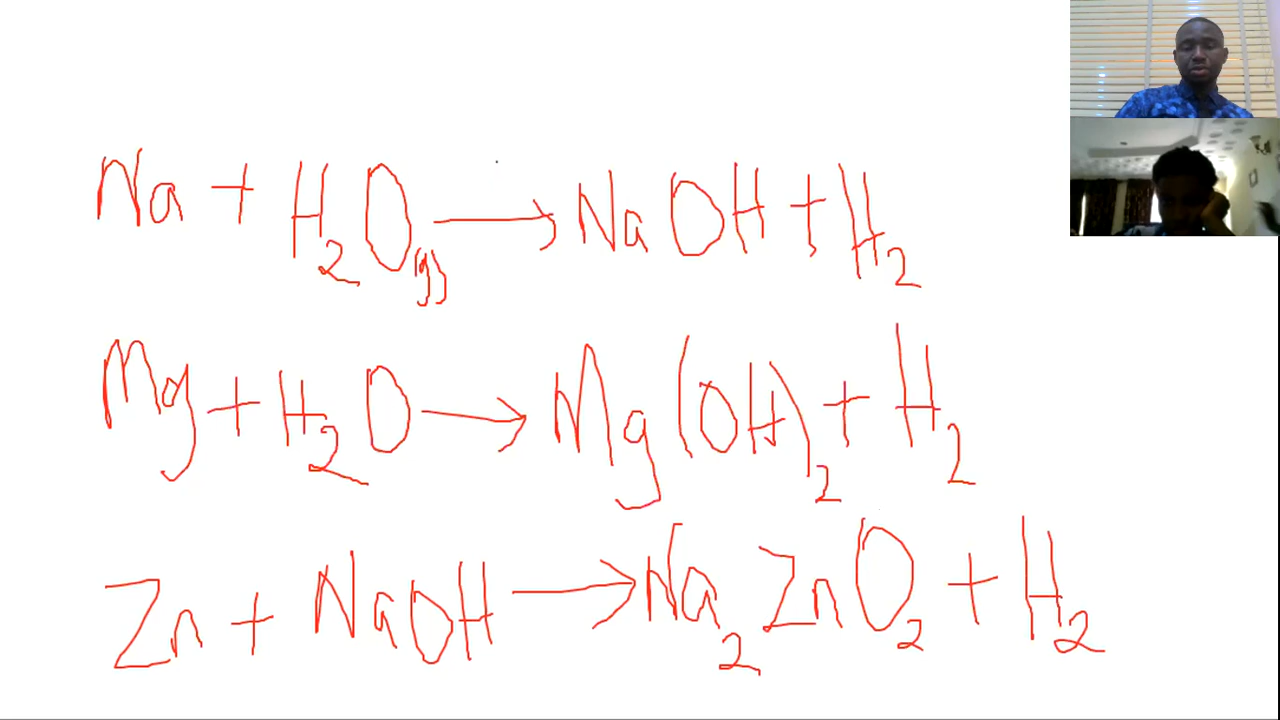 Na + H₂O(g) → NaOH + H₂
Mg + H₂O → Mg(OH)₂ + H₂
Zn + NaOH → Na₂ZnO₂ + H₂